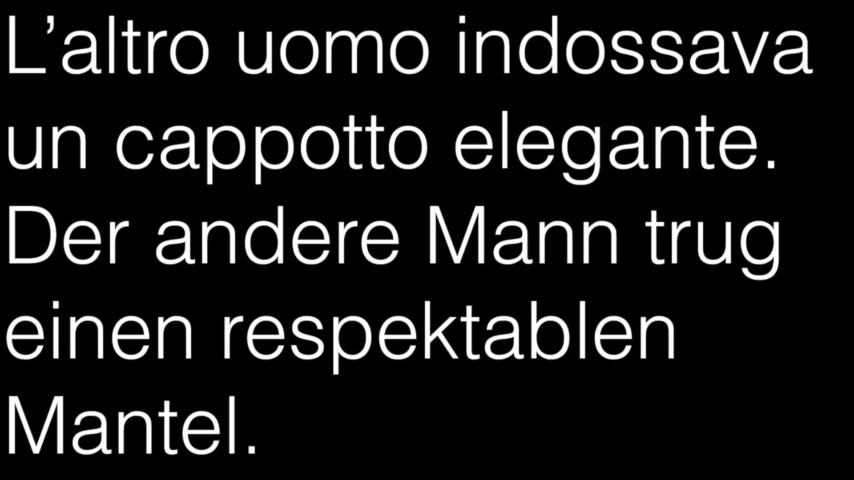 L’altro uomo indossava
un cappotto elegante.
Der andere Mann trug
einen respektablen
Mantel.